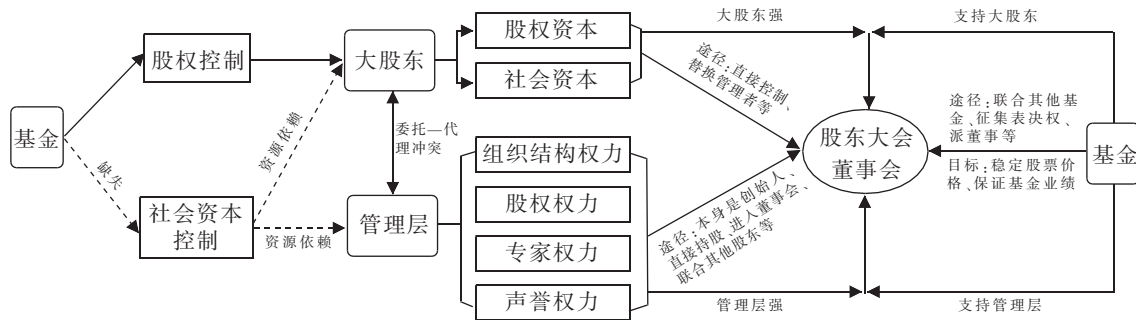 基金
股权控制
缺失
社会资本
控制
资源依赖
资源依赖
大股东
委托—代
理冲突
管理层
股权资本
社会资本
组织结构权力
股权权力
专家权力
声誉权力
大股东强
途径:直接控制、
替换管理者等
途径:本身是创始人、
直接持股、进入董事会、
联合其他股东等
管理层强
股东大会
董事会
支持大股东
途径:联合其他基
金、征集表决权、
派董事等
目标:稳定股票价
格、保证基金业绩
支持管理层
基金